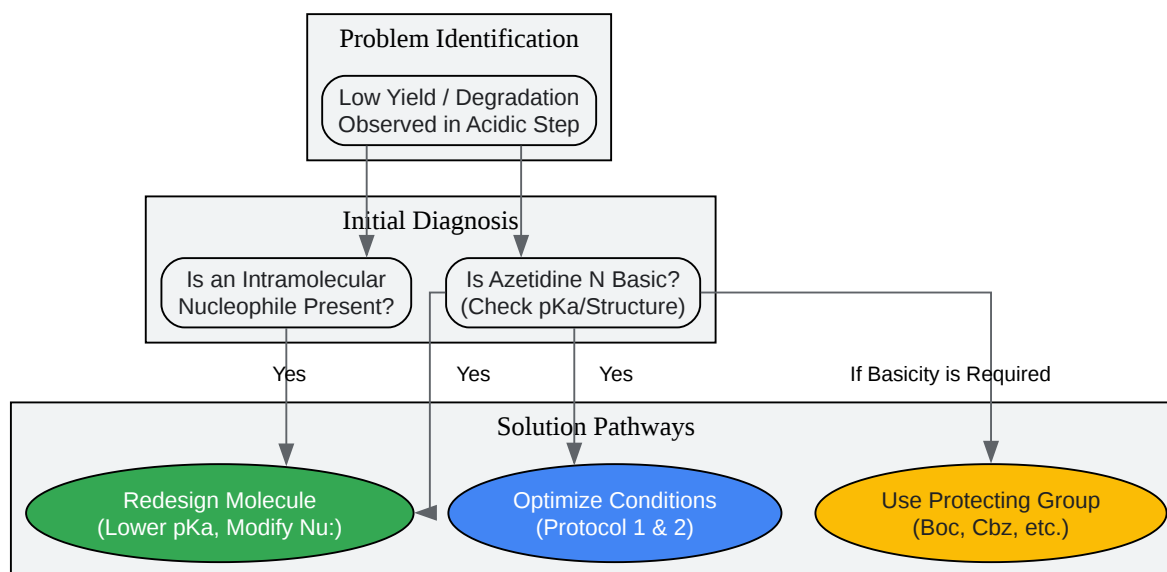 Problem Identification
Low Yield / Degradation
Observed in Acidic Step
Initial Diagnosis
Is an Intramolecular
Nucleophile Present?
Is Azetidine N Basic?
(Check pKa/Structure)
Yes
Yes
Yes
If Basicity is Required
Solution Pathways
Redesign Molecule
(Lower pKa, Modify Nu:)
Optimize Conditions
(Protocol 1 & 2)
Use Protecting Group
(Boc, Cbz, etc.)